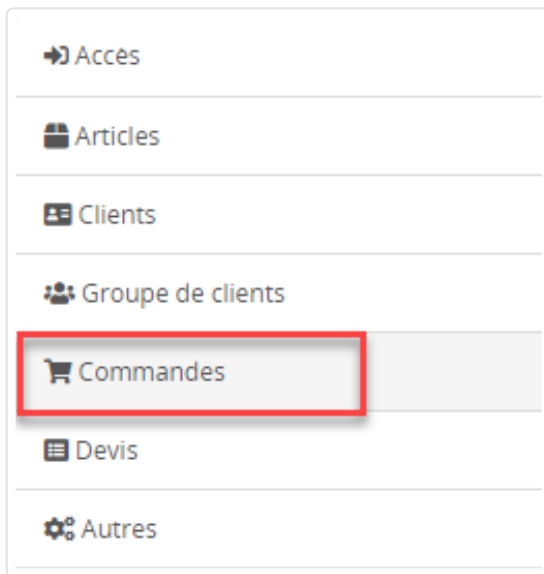 Accès
Articles
Clients
Groupe de clients
Commandes
Devis
Autres